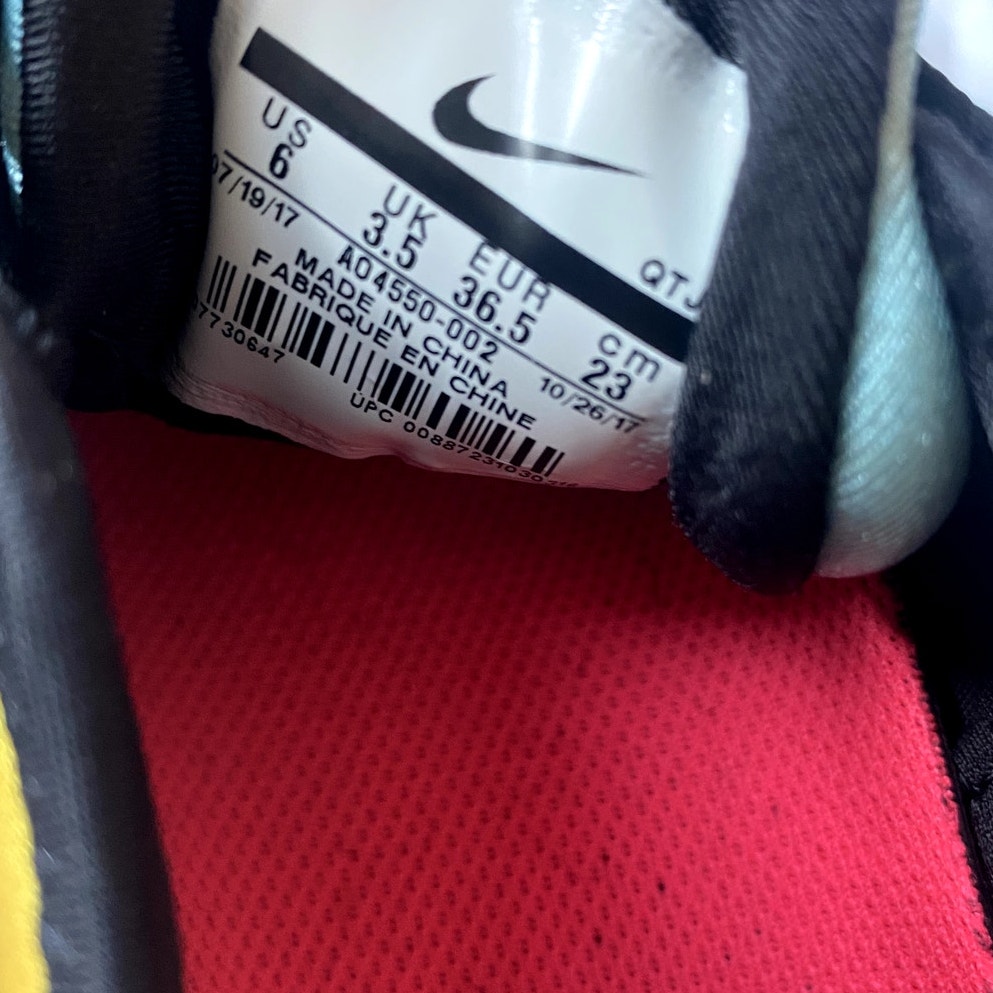 QTJ
US UK EUR cm
6 3.5 36.5 23
07/19/17 AO4550-002 10/26/17
MADE IN CHINA
FABRIQUE EN CHINE
7730647
UPC